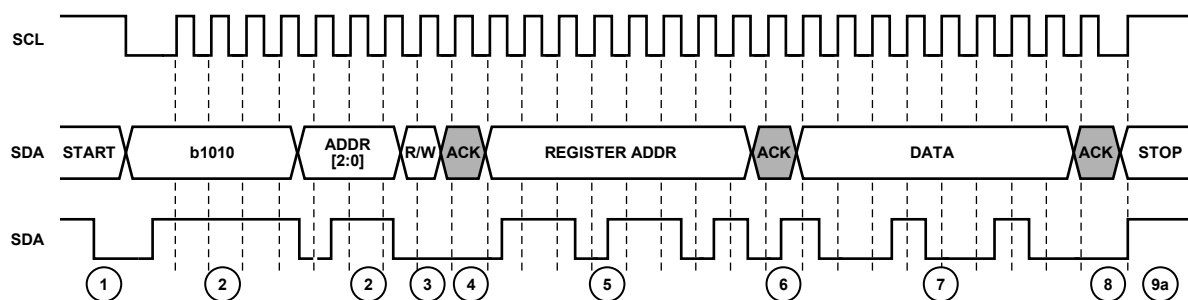 SCL
SDA START b1010 ADDR R/W ACK REGISTER ADDR ACK DATA ACK STOP
[2:0]
SDA
1 2 2 3 4 5 6 7 8 9a